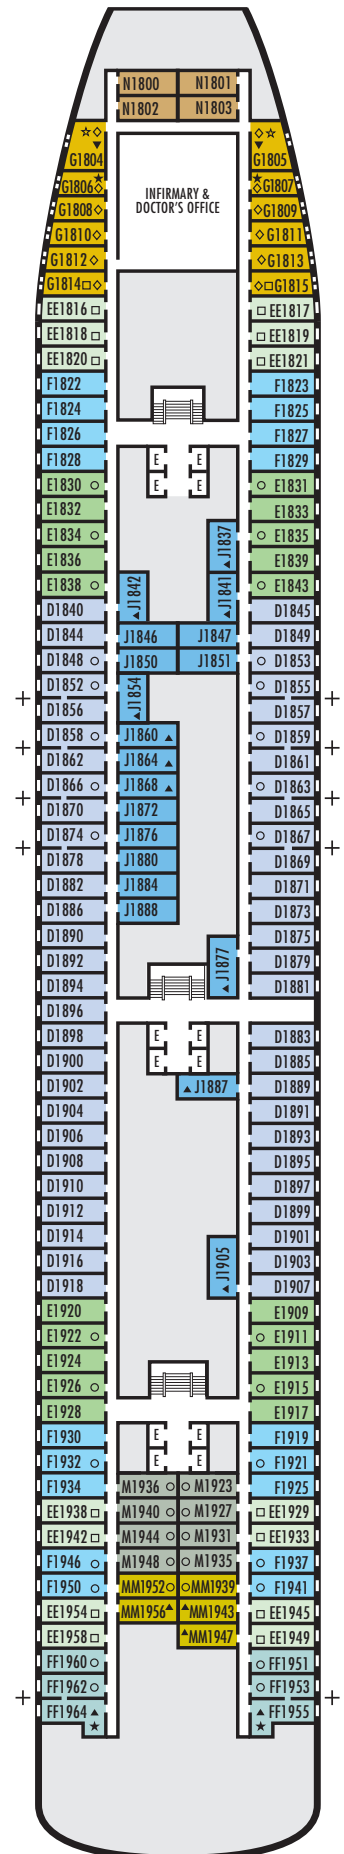 N1800 N1801
N1802 N1803
G1804 G1805
INFIRMARY &
DOCTOR'S OFFICE
G1806 G1807
G1808 G1809
G1810 G1811
G1812 G1813
G1814 G1815
EE1816 EE1817
EE1818 EE1819
EE1820 EE1821
F1822 F1823
F1824 F1825
F1826 F1827
F1828 E E F1829
E1830 E E E1831
E1832 E1833
E1834 J1837 E1835
E1836 E1839
E1838 J1842 J1841 E1843
D1840 D1845
D1844 J1846 J1847 D1849
D1848 J1850 J1851 D1853
D1852 J1854 D1855
D1856 D1857
D1858 J1860 D1859
D1862 J1864 D1861
D1866 J1868 D1863
D1870 J1872 D1865
D1874 J1876 D1867
D1878 J1880 D1869
D1882 J1884 D1871
D1886 J1888 D1873
D1890 D1875
D1892 J1877 D1879
D1894 D1881
D1896
D1898 E E D1883
D1900 E E D1885
D1902 J1887 D1889
D1904 D1891
D1906 D1893
D1908 D1895
D1910 D1897
D1912 D1899
D1914 D1901
D1916 J1905 D1903
D1918 D1907
E1920 E1909
E1922 E1911
E1924 E1913
E1926 E1915
E1928 E1917
F1930 E E F1919
F1932 E E F1921
F1934 M1936 M1923 F1925
EE1938 M1940 M1927 EE1929
EE1942 M1944 M1931 EE1933
F1946 M1948 M1935 F1937
F1950 MM1952 MM1939 F1941
EE1954 MM1956 MM1943 EE1945
EE1958 MM1947 EE1949
FF1960 FF1951
FF1962 FF1953
FF1964 FF1955